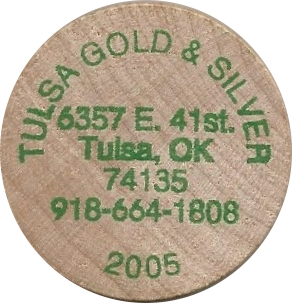 TULSA GOLD & SILVER
6357 E. 41st.
Tulsa, OK
74135
918-664-1808
2005